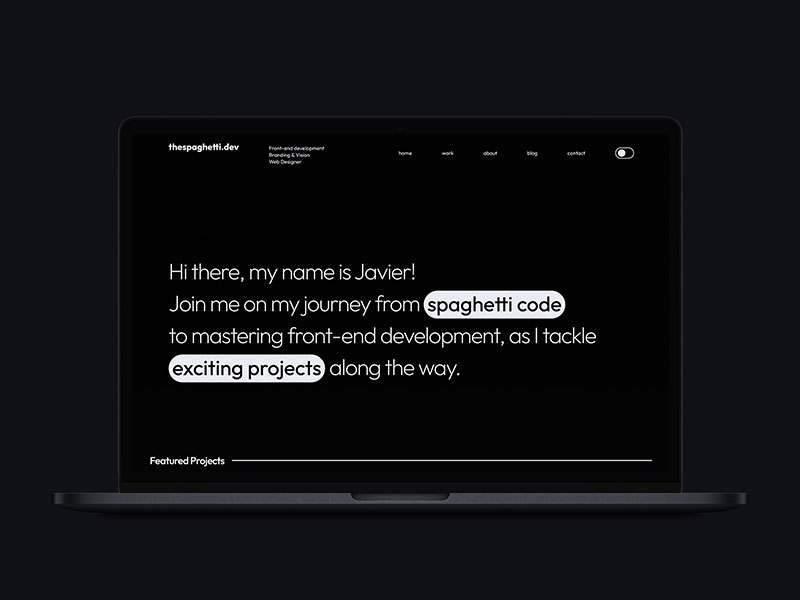 thespaghetti.dev
Front-end development
Branding & Vision
Web Designer
home work about blog contact
Hi there, my name is Javier!
Join me on my journey from spaghetti code
to mastering front-end development, as I tackle
exciting projects along the way.
Featured Projects